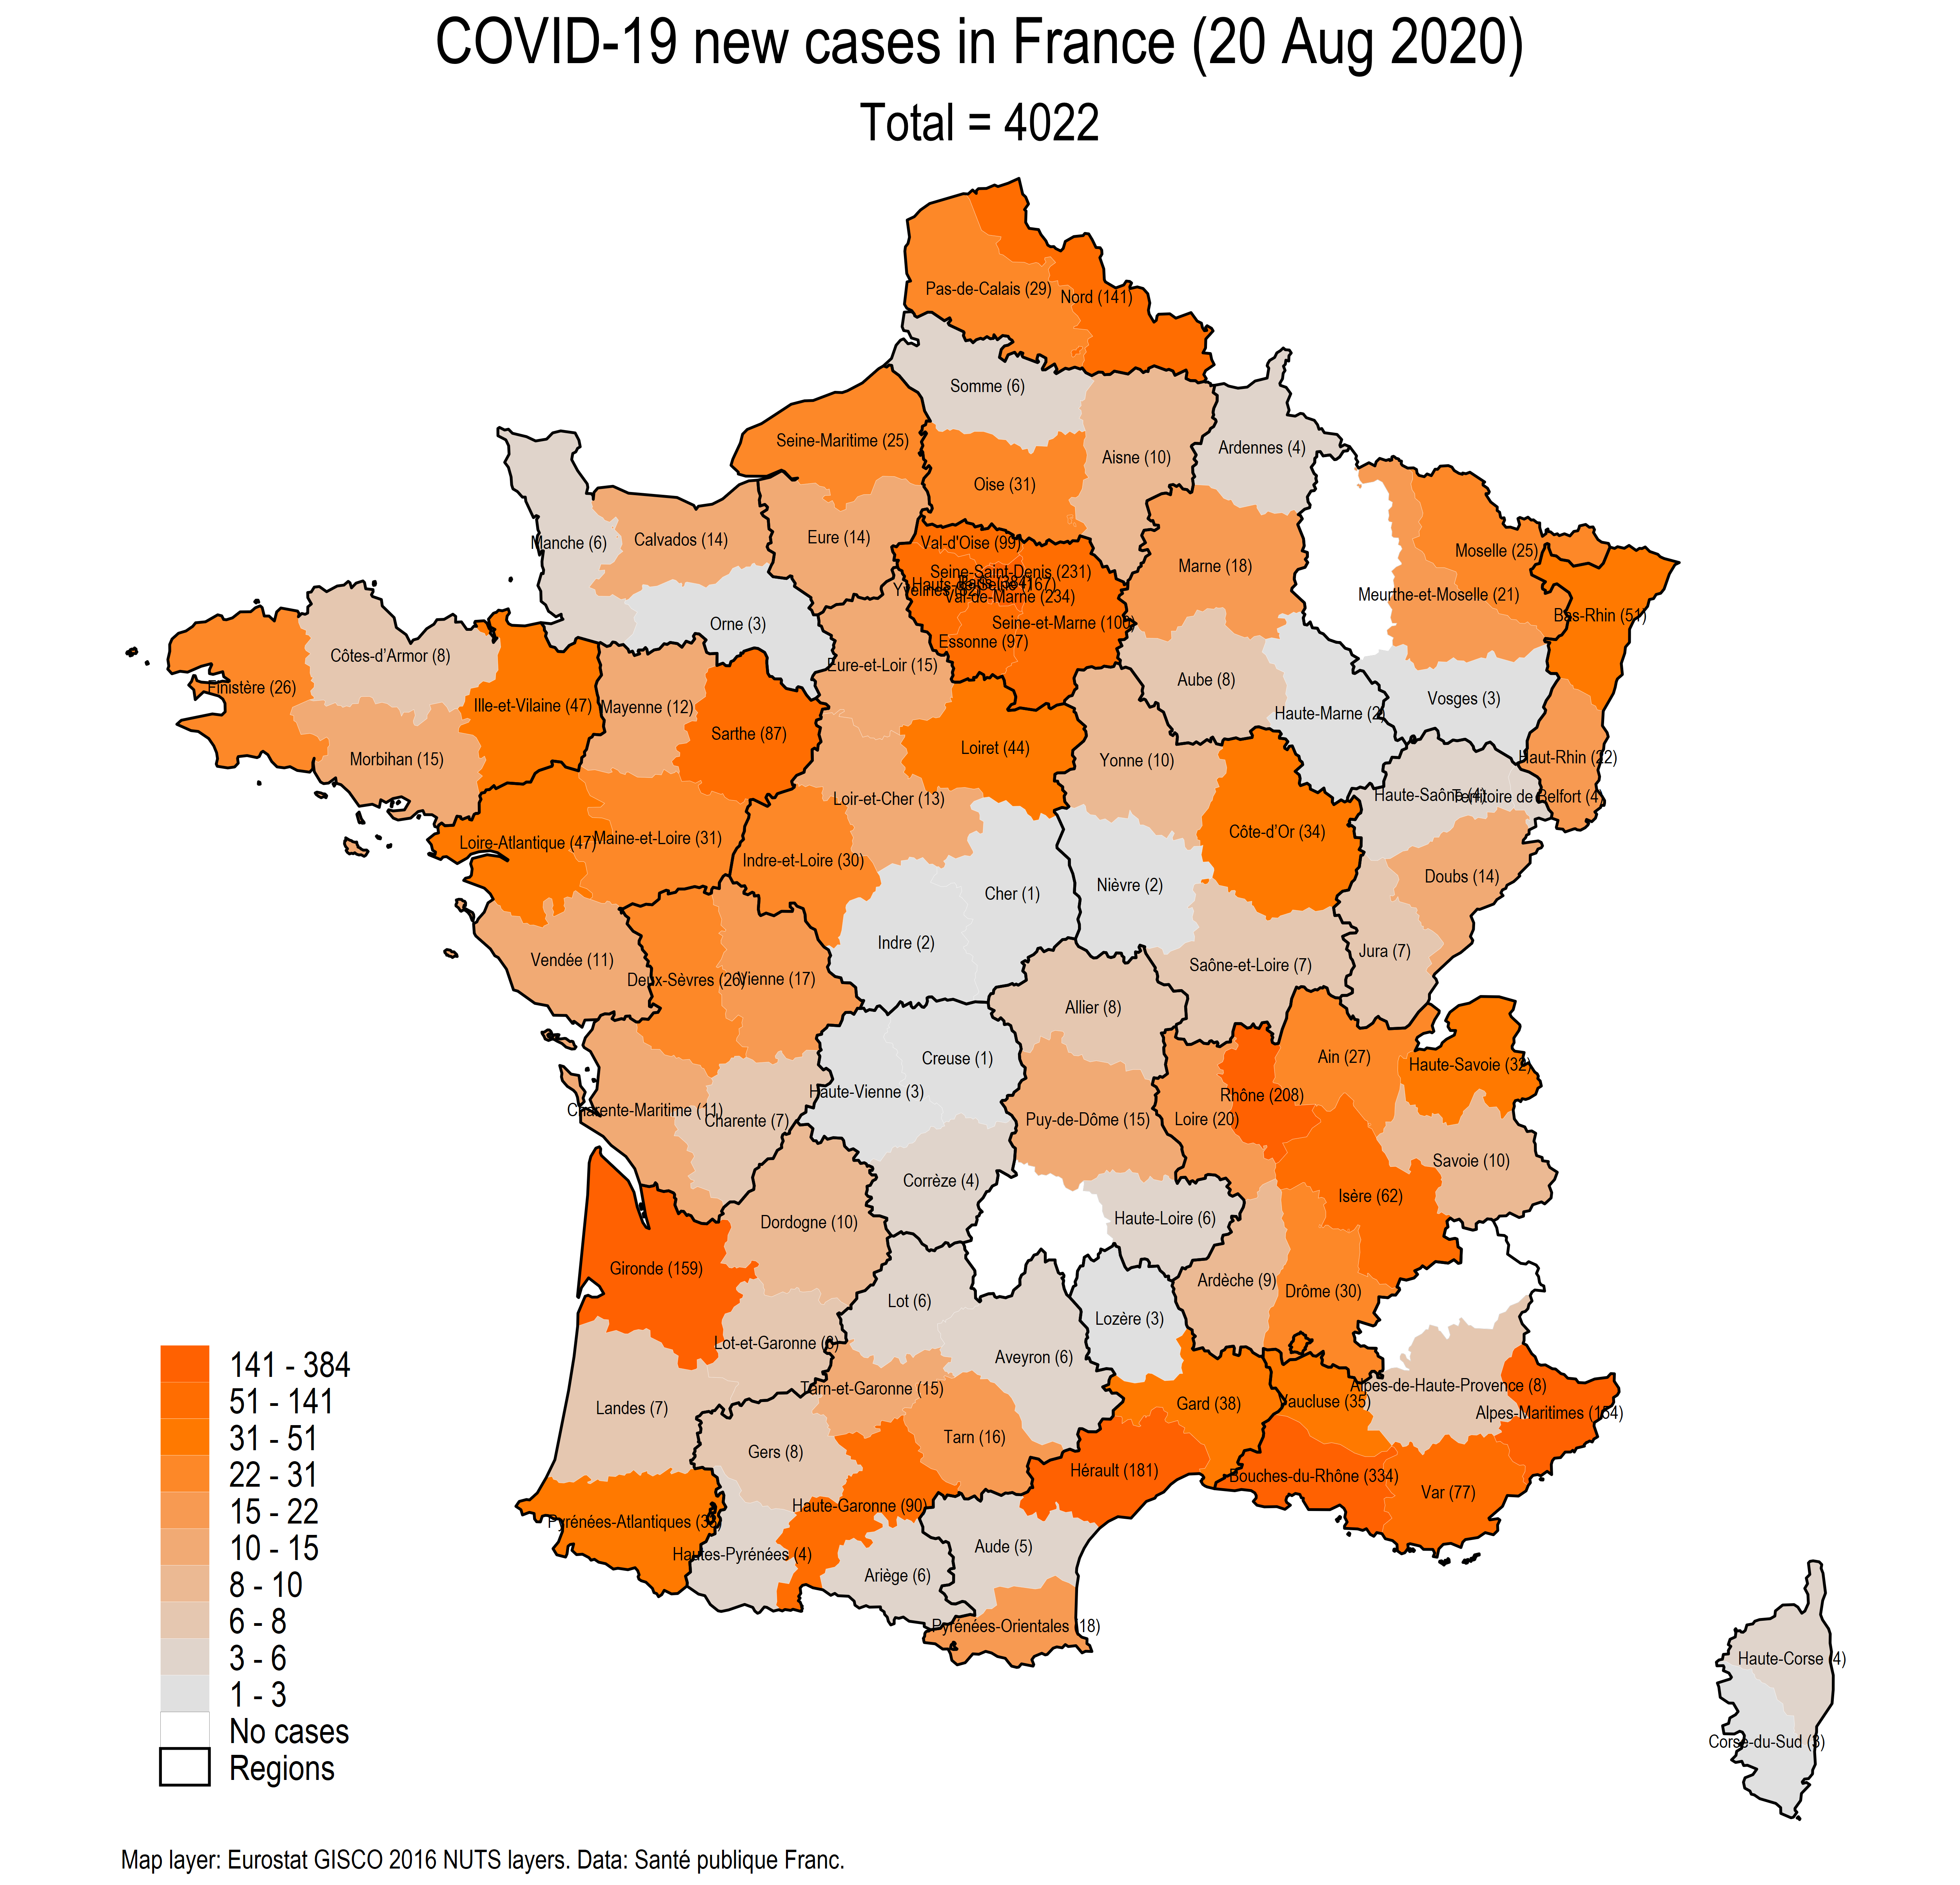 COVID-19 new cases in France (20 Aug 2020)
Total = 4022
Pas-de-Calais (29)
Nord (141)
Somme (6)
Seine-Maritime (25)
Aisne (10)
Ardennes (4)
Oise (31)
Manche (6)
Calvados (14)
Eure (14)
Val-d'Oise (99)
Marne (18)
Moselle (25)
Seine-Saint-Denis (231)
Val-de-Marne (234)
Meurthe-et-Moselle (21)
Bas-Rhin (51)
Orne (3)
Seine-et-Marne
Essonne (97)
Côtes-d'Armor (8)
Eure-et-Loir (15)
Finistère (26)
Aube (8)
Vosges (3)
Ille-et-Vilaine (47)
Mayenne (12)
Haute-Marne (2)
Sarthe (87)
Loiret (44)
Morbihan (15)
Yonne (10)
Haut-Rhin (22)
Loir-et-Cher (13)
Haute-Saône (4)
Territoire de Belfort (4)
Loire-Atlantique (47)
Maine-et-Loire (31)
Côte-d'Or (34)
Indre-et-Loire (30)
Doubs (14)
Cher (1)
Nièvre (2)
Indre (2)
Vendée (11)
Jura (7)
Saône-et-Loire (7)
Deux-Sèvres (26)
Vienne (17)
Allier (8)
Creuse (1)
Ain (27)
Haute-Savoie (32)
Haute-Vienne (3)
Rhône (208)
Charente-Maritime (11)
Charente (7)
Puy-de-Dôme (15)
Loire (20)
Savoie (10)
Corrèze (4)
Isère (62)
Dordogne (10)
Haute-Loire (6)
Gironde (159)
Ardèche (9)
Drôme (30)
Lot (6)
Lozère (3)
Lot-et-Garonne
Aveyron (6)
Tarn-et-Garonne (15)
Alpes-de-Haute-Provence (8)
Landes (7)
Gard (38)
Vaucluse (35)
Alpes-Maritimes
Tarn (16)
Gers (8)
Hérault (181)
Bouches-du-Rhône (334)
Var (77)
Haute-Garonne (90)
Pyrénées-Atlantiques
Aude (5)
Hautes-Pyrénées (4)
Ariège (6)
Pyrénées-Orientales (18)
Haute-Corse (4)
Corse-du-Sud (3)
141 - 384
51 - 141
31 - 51
22 - 31
15 - 22
10 - 15
8 - 10
6 - 8
3 - 6
1 - 3
No cases
Regions
Map layer: Eurostat GISCO 2016 NUTS layers. Data: Santé publique Franc.